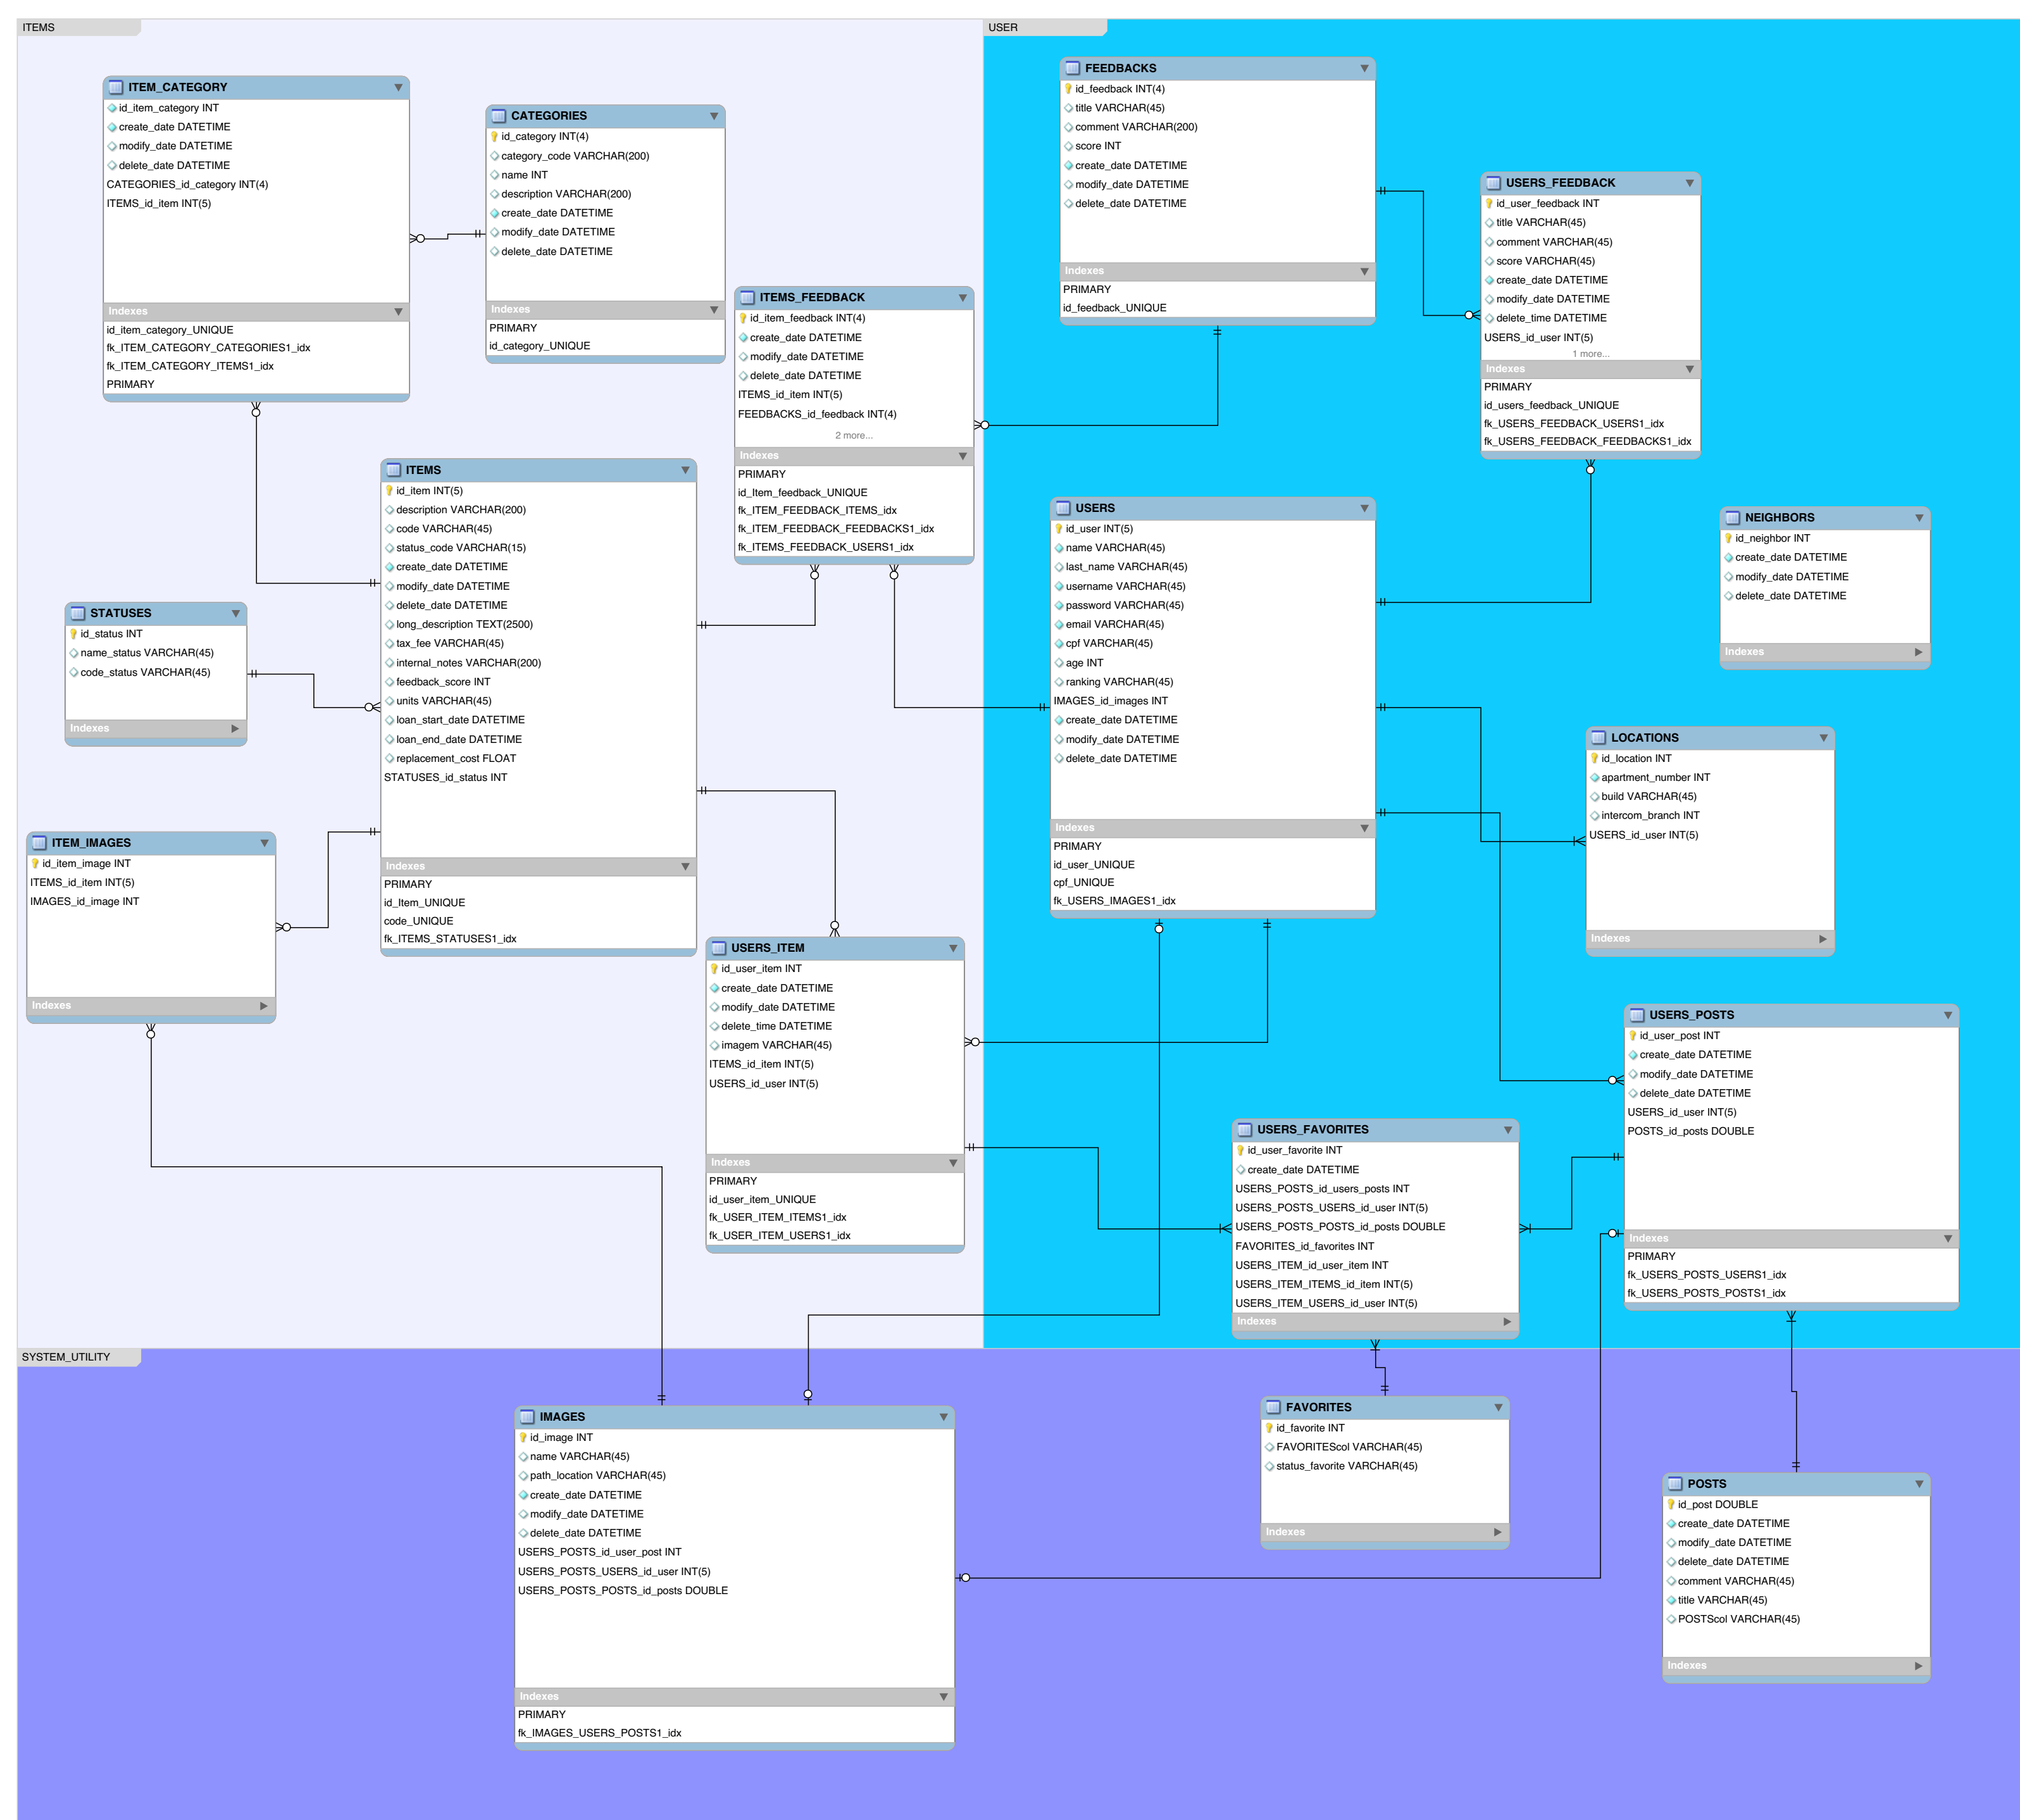 ITEMS
ITEM_CATEGORY
id_item_category INT
create_date DATETIME
modify_date DATETIME
delete_date DATETIME
CATEGORIES_id_category INT(4)
ITEMS_id_item INT(5)
Indexes
id_item_category_UNIQUE
fk_ITEM_CATEGORY_CATEGORIES1_idx
fk_ITEM_CATEGORY_ITEMS1_idx
PRIMARY
CATEGORIES
id_category INT(4)
category_code VARCHAR(200)
name INT
description VARCHAR(200)
create_date DATETIME
modify_date DATETIME
delete_date DATETIME
Indexes
PRIMARY
id_category_UNIQUE
ITEMS_FEEDBACK
id_item_feedback INT(4)
create_date DATETIME
modify_date DATETIME
delete_date DATETIME
ITEMS_id_item INT(5)
FEEDBACKS_id_feedback INT(4)
2 more...
Indexes
PRIMARY
id_Item_feedback_UNIQUE
fk_ITEM_FEEDBACK_ITEMS_idx
fk_ITEM_FEEDBACK_FEEDBACKS1_idx
fk_ITEMS_FEEDBACK_USERS1_idx
ITEMS
id_item INT(5)
description VARCHAR(200)
code VARCHAR(45)
status_code VARCHAR(15)
create_date DATETIME
modify_date DATETIME
delete_date DATETIME
long_description TEXT(2500)
tax_fee VARCHAR(45)
internal_notes VARCHAR(200)
feedback_score INT
units VARCHAR(45)
loan_start_date DATETIME
loan_end_date DATETIME
replacement_cost FLOAT
STATUSES_id_status INT
Indexes
PRIMARY
id_Item_UNIQUE
code_UNIQUE
fk_ITEMS_STATUSES1_idx
STATUSES
id_status INT
name_status VARCHAR(45)
code_status VARCHAR(45)
Indexes
ITEM_IMAGES
id_item_image INT
ITEMS_id_item INT(5)
IMAGES_id_image INT
Indexes
USERS_ITEM
id_user_item INT
create_date DATETIME
modify_date DATETIME
delete_time DATETIME
imagem VARCHAR(45)
ITEMS_id_item INT(5)
USERS_id_user INT(5)
Indexes
PRIMARY
id_user_item_UNIQUE
fk_USER_ITEM_ITEMS1_idx
fk_USER_ITEM_USERS1_idx
USER
FEEDBACKS
id_feedback INT(4)
title VARCHAR(45)
comment VARCHAR(200)
score INT
create_date DATETIME
modify_date DATETIME
delete_date DATETIME
Indexes
PRIMARY
id_feedback_UNIQUE
USERS_FEEDBACK
id_user_feedback INT
title VARCHAR(45)
comment VARCHAR(45)
score VARCHAR(45)
create_date DATETIME
modify_date DATETIME
delete_time DATETIME
USERS_id_user INT(5)
1 more...
Indexes
PRIMARY
id_users_feedback_UNIQUE
fk_USERS_FEEDBACK_USERS1_idx
fk_USERS_FEEDBACK_FEEDBACKS1_idx
USERS
id_user INT(5)
name VARCHAR(45)
last_name VARCHAR(45)
username VARCHAR(45)
password VARCHAR(45)
email VARCHAR(45)
cpf VARCHAR(45)
age INT
ranking VARCHAR(45)
IMAGES_id_images INT
create_date DATETIME
modify_date DATETIME
delete_date DATETIME
Indexes
PRIMARY
id_user_UNIQUE
cpf_UNIQUE
fk_USERS_IMAGES1_idx
NEIGHBORS
id_neighbor INT
create_date DATETIME
modify_date DATETIME
delete_date DATETIME
Indexes
LOCATIONS
id_location INT
apartment_number INT
build VARCHAR(45)
intercom_branch INT
USERS_id_user INT(5)
Indexes
USERS_POSTS
id_user_post INT
create_date DATETIME
modify_date DATETIME
delete_date DATETIME
USERS_id_user INT(5)
POSTS_id_posts DOUBLE
Indexes
PRIMARY
fk_USERS_POSTS_USERS1_idx
fk_USERS_POSTS_POSTS1_idx
USERS_FAVORITES
id_user_favorite INT
create_date DATETIME
USERS_POSTS_id_users_posts INT
USERS_POSTS_USERS_id_user INT(5)
USERS_POSTS_POSTS_id_posts DOUBLE
FAVORITES_id_favorites INT
USERS_ITEM_id_user_item INT
USERS_ITEM_ITEMS_id_item INT(5)
USERS_ITEM_USERS_id_user INT(5)
Indexes
SYSTEM_UTILITY
IMAGES
id_image INT
name VARCHAR(45)
path_location VARCHAR(45)
create_date DATETIME
modify_date DATETIME
delete_date DATETIME
USERS_POSTS_id_user_post INT
USERS_POSTS_USERS_id_user INT(5)
USERS_POSTS_POSTS_id_posts DOUBLE
Indexes
PRIMARY
fk_IMAGES_USERS_POSTS1_idx
FAVORITES
id_favorite INT
FAVORITEScol VARCHAR(45)
status_favorite VARCHAR(45)
Indexes
POSTS
id_post DOUBLE
create_date DATETIME
modify_date DATETIME
delete_date DATETIME
comment VARCHAR(45)
title VARCHAR(45)
POSTScol VARCHAR(45)
Indexes